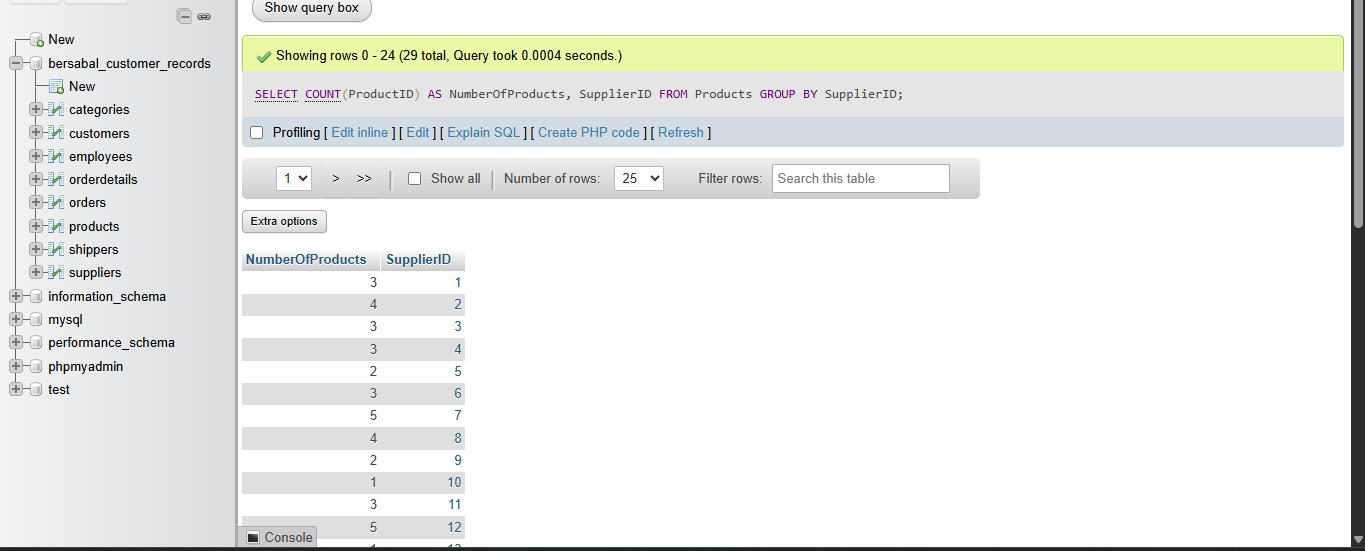 New
bersabal_customer_records
New
categories
customers
employees
orderdetails
orders
products
shippers
suppliers
information_schema
mysql
performance_schema
phpmyadmin
test
Show query box
Showing rows 0 - 24 (29 total, Query took 0.0004 seconds.)
SELECT COUNT(ProductID) AS NumberOfProducts, SupplierID FROM Products GROUP BY SupplierID;
Profiling [ Edit inline ] [ Edit ] [ Explain SQL ] [ Create PHP code ] [ Refresh ]
1 > >> | Show all | Number of rows: 25 Filter rows: Search this table
Extra options
NumberOfProducts SupplierID
3 1
4 2
3 3
3 4
2 5
3 6
5 7
4 8
2 9
1 10
3 11
5 12
Console